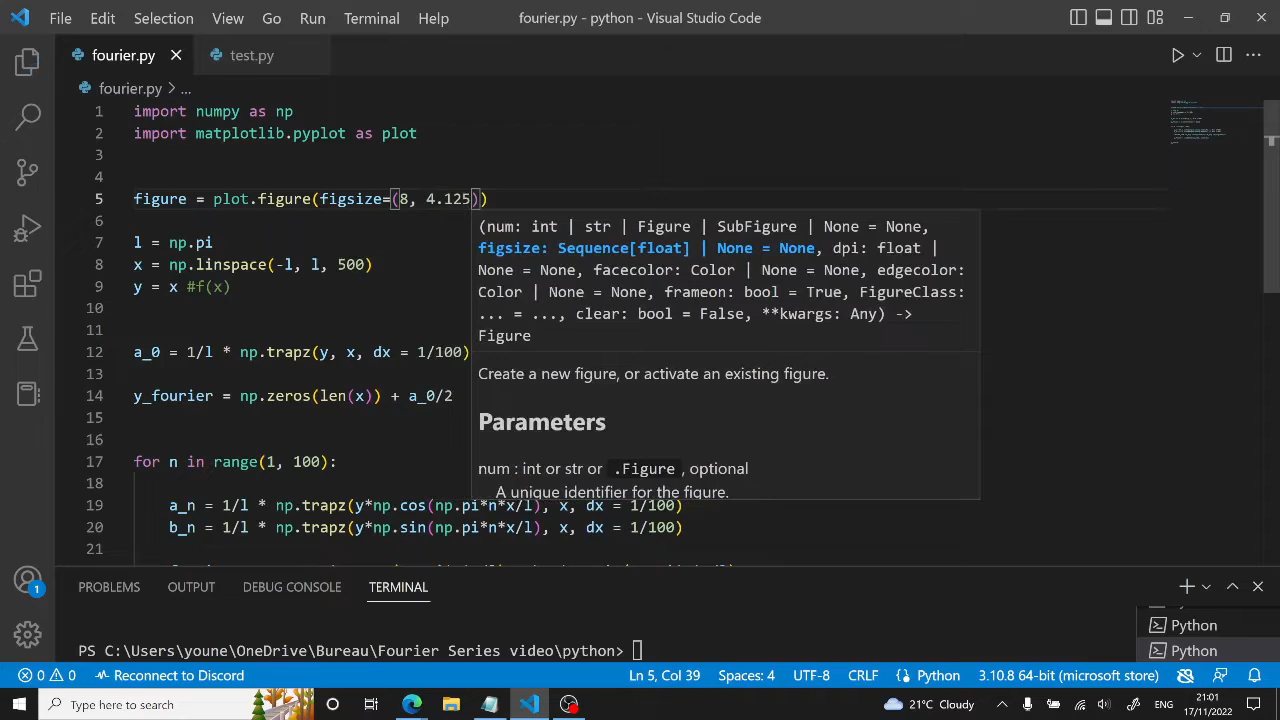 File Edit Selection View Go Run Terminal Help fourier.py - python - Visual Studio Code
fourier.py test.py
fourier.py > ...
1 import numpy as np
2 import matplotlib.pyplot as plot
3
4
5 figure = plot.figure(figsize=(8, 4.125))
(num: int | str | Figure | SubFigure | None = None,
6
7 l = np.pi
figsize: Sequence[float] | None = None, dpi: float |
8 x = np.linspace(-l, l, 500)
None = None, facecolor: Color | None = None, edgecolor:
9 y = x #f(x)
Color | None = None, frameon: bool = True, FigureClass:
10
... = ..., clear: bool = False, **kwargs: Any) ->
11
Figure
12 a_0 = 1/l * np.trapz(y, x, dx = 1/100)
13
Create a new figure, or activate an existing figure.
14 y_fourier = np.zeros(len(x)) + a_0/2
15
Parameters
16
17 for n in range(1, 100):
num : int or str or .Figure , optional
18
A unique identifier for the figure.
19 a_n = 1/l * np.trapz(y*np.cos(np.pi*n*x/l), x, dx = 1/100)
20 b_n = 1/l * np.trapz(y*np.sin(np.pi*n*x/l), x, dx = 1/100)
21
PROBLEMS OUTPUT DEBUG CONSOLE TERMINAL
Python
PS C:\Users\youne\OneDrive\Bureau\Fourier Series video\python>
Python
0 0 Reconnect to Discord Ln 5, Col 39 Spaces: 4 UTF-8 CRLF Python 3.10.8 64-bit (microsoft store)
Type here to search 21°C Cloudy ENG 21:01
17/11/2022
1